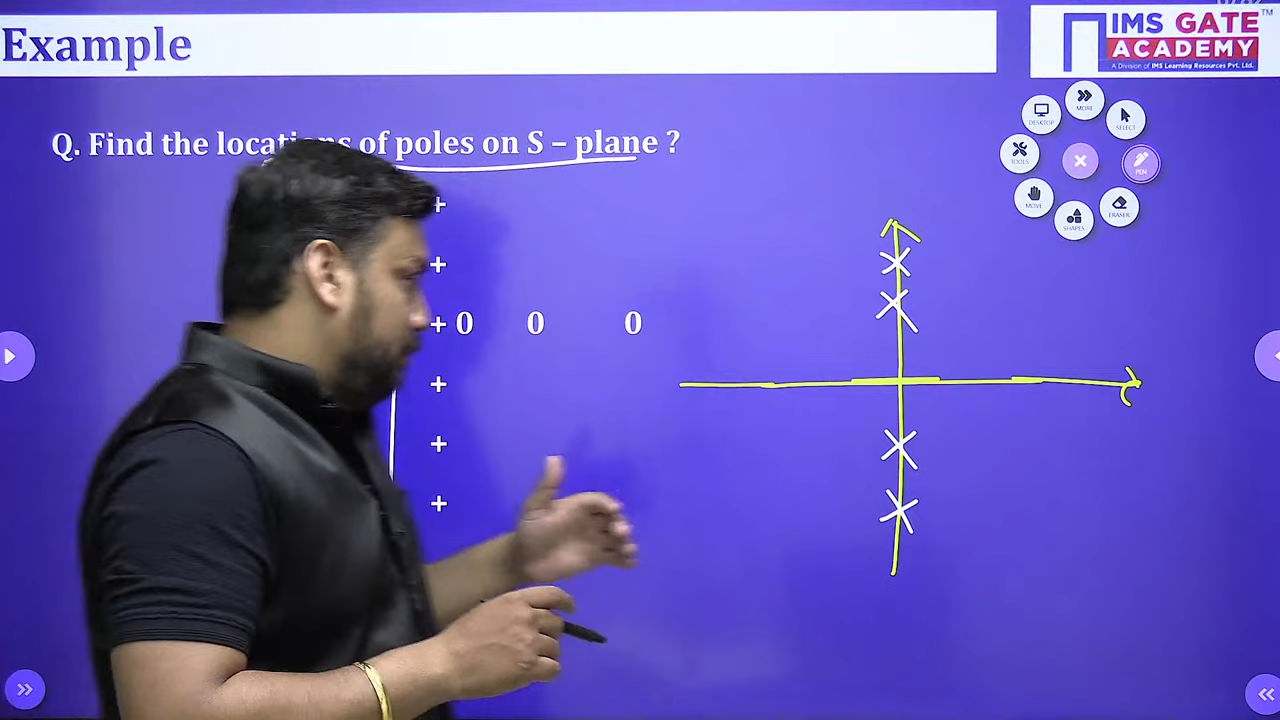 Example
IMS GATE
ACADEMY
TM
A Division of IMS Learning Resources Pvt. Ltd.
MORE
DESKTOP
SELECT
TOOLS
PEN
MOVE
ERASER
SHAPES
Q. Find the of poles on S – plane ?
+
+
+ 0 0 0
+
+
+